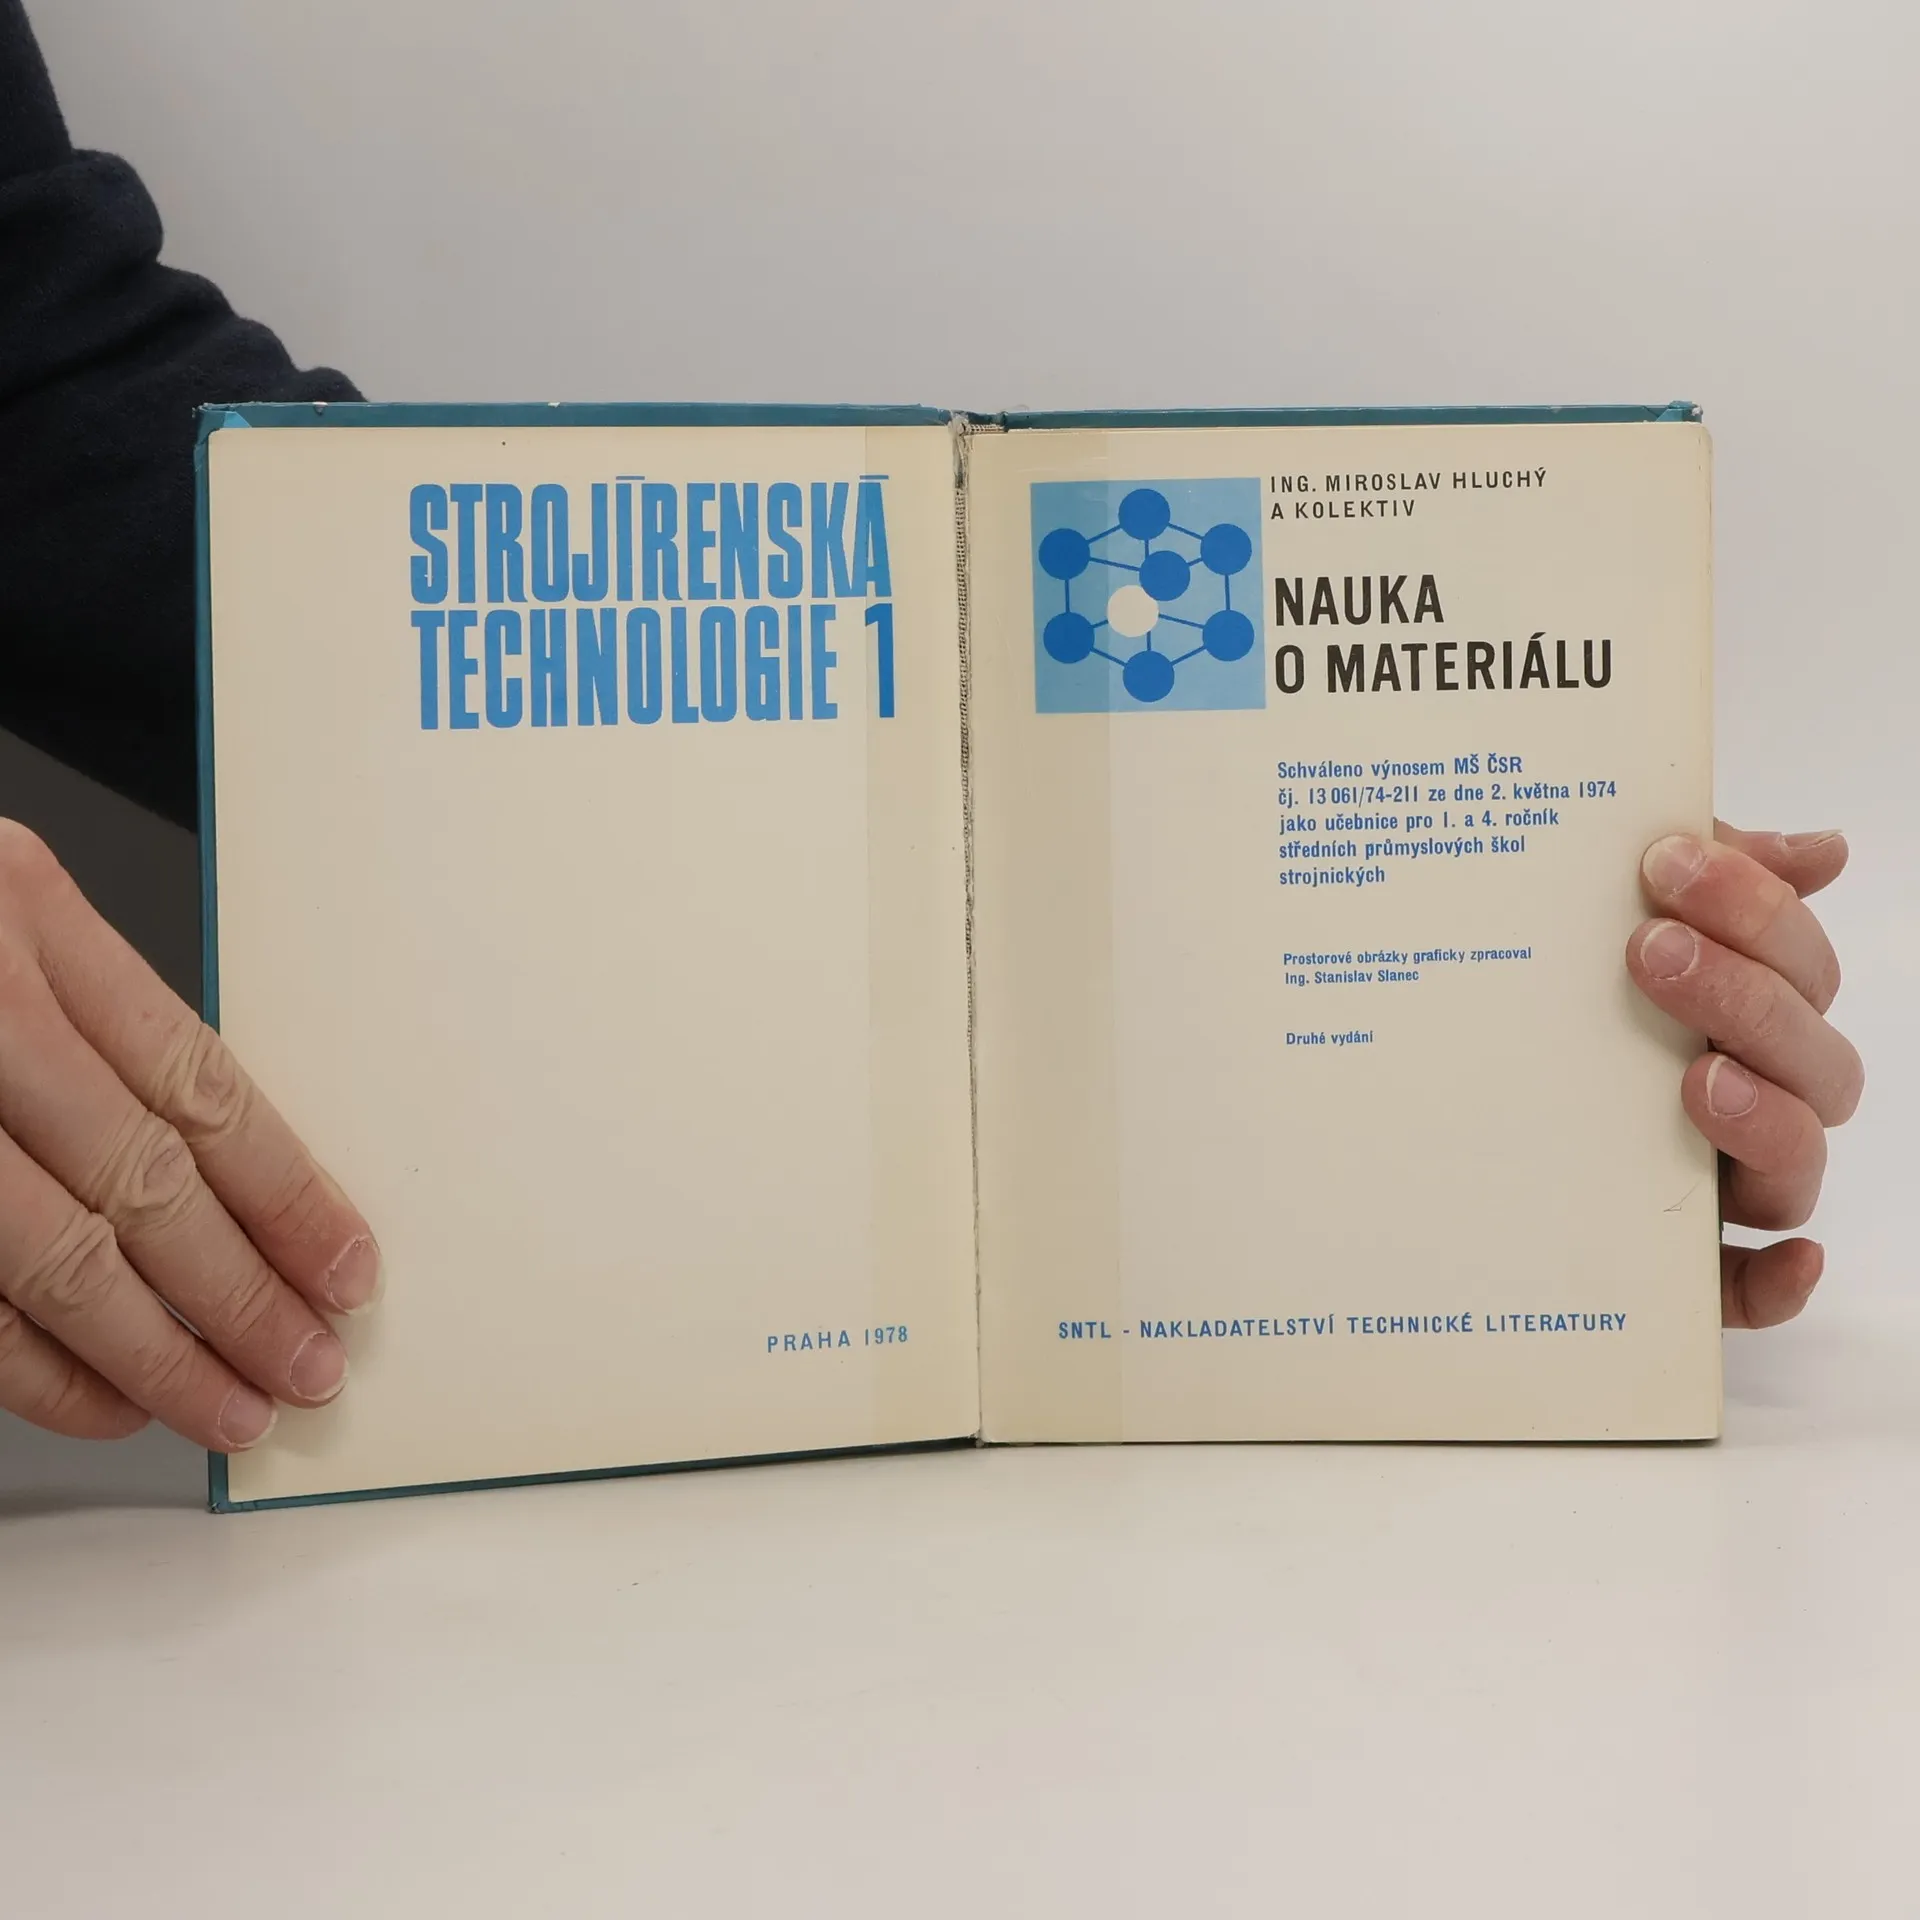 STROJÍRENSKÁ
TECHNOLOGIE 1
PRAHA 1978
ING. MIROSLAV HLUCHÝ
A KOLEKTIV
NAUKA
O MATERIÁLU
Schváleno výnosem MŠ ČSR
čj. 13 061/74-211 ze dne 2. května 1974
jako učebnice pro 1. a 4. ročník
středních průmyslových škol
strojnických
Prostorové obrázky graficky zpracoval
Ing. Stanislav Slanec
Druhé vydání
SNTL - NAKLADATELSTVÍ TECHNICKÉ LITERATURY